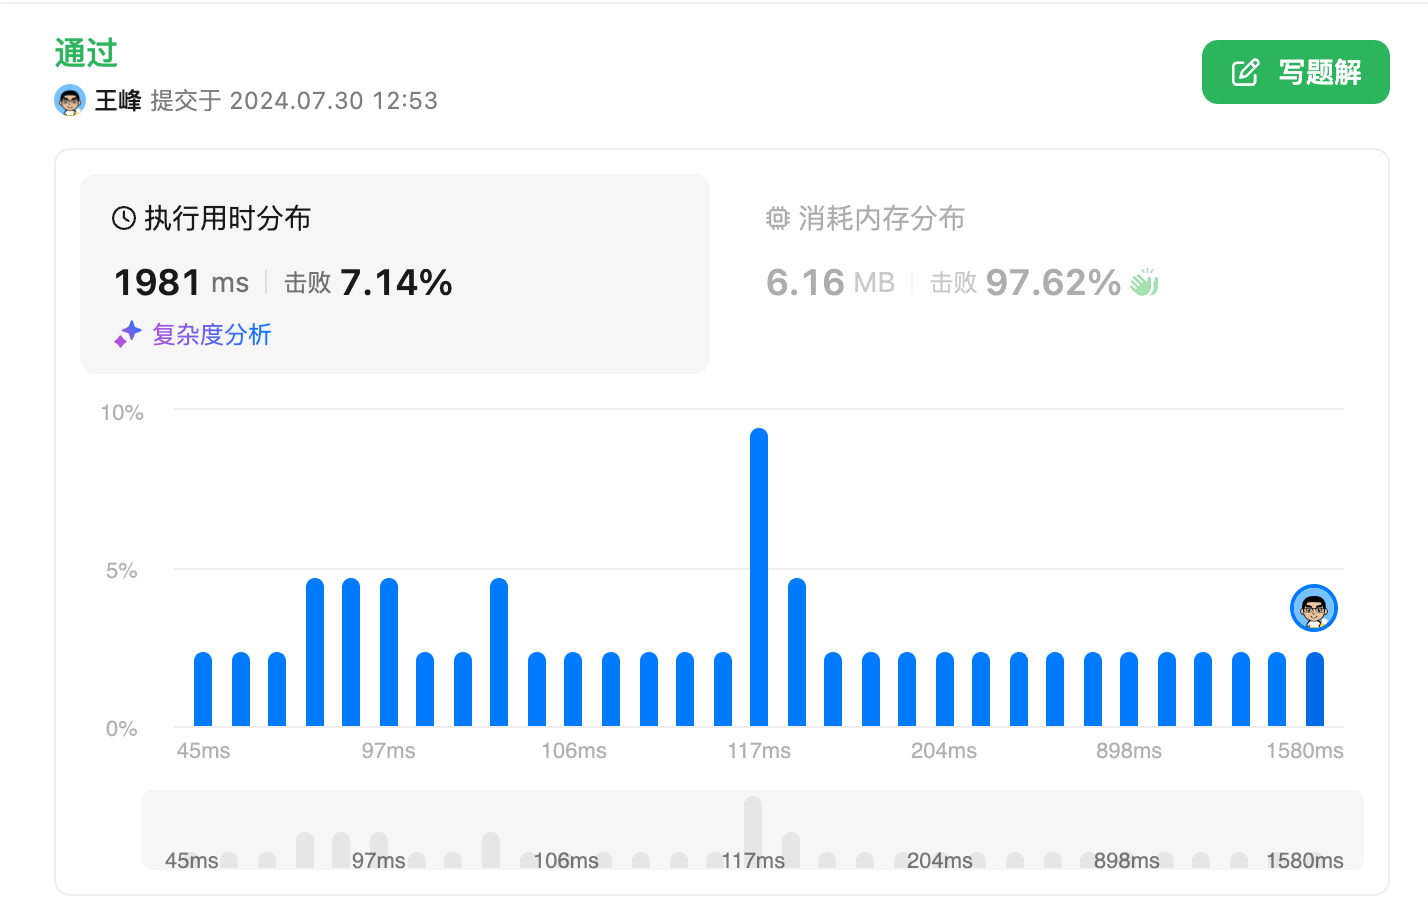 通过
写题解
王峰 提交于 2024.07.30 12:53
执行用时分布
1981 ms 击败 7.14%
复杂度分析
消耗内存分布
6.16 MB 击败 97.62%
10%
5%
0%
45ms 97ms 106ms 117ms 204ms 898ms 1580ms
45ms 97ms 106ms 117ms 204ms 898ms 1580ms